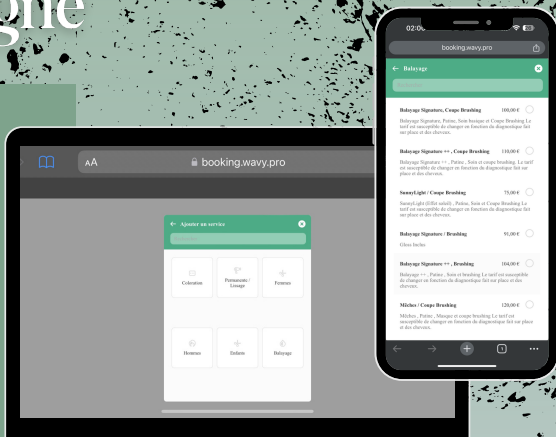 igne
02:00
booking.wavy.pro
← Balayage
Balayage Signature, Coupe Brushing 100,00 €
Balayage Signature, Patine, Soin basique et Coupe Brushing Le
tarif est susceptible de changer en fonction du diagnostique fait sur
place et des cheveux.
Balayage Signature ++ , Coupe Brushing 110,00 €
Balayage Signature ++ , Patine , Soin et coupe brushing. Le tarif
est susceptible de changer en fonction du diagnostique fait sur
place et des cheveux.
SunnyLight / Coupe Brushing 75,00 €
SunnyLight (Effet soleil) , Patine, Soin et Coupe Brushing Le
tarif est susceptible de changer en fonction du diagnostique fait
sur place et des cheveux.
Balayage Signature / Brushing 91,00 €
Gloss Inclus
Balayage Signature ++ , Brushing 104,00 €
Balayage ++ , Patine , Soin et brushing Le tarif est susceptible
de changer en fonction du diagnostique fait sur place et des
cheveux.
Mèches / Coupe Brushing 120,00 €
Mèches , Patine , Masque et coupe brushing Le tarif est
susceptible de changer en fonction du diagnostique fait sur place
et des cheveux.
1
AA booking.wavy.pro
← Ajouter un service
Coloration Permanente / Lissage Femmes
Hommes Enfants Balayage